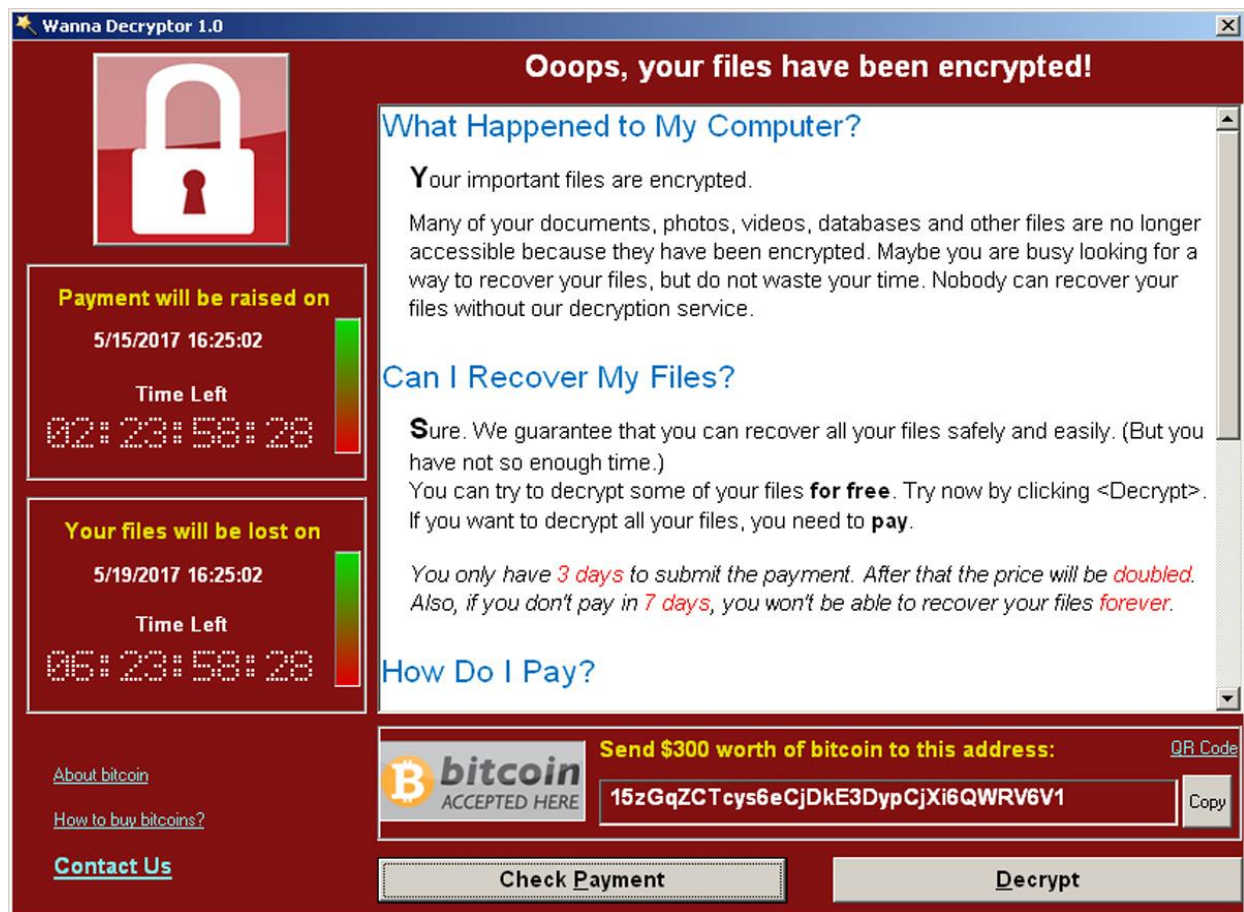 Wanna Decryptor 1.0
Ooops, your files have been encrypted!
Payment will be raised on
5/15/2017 16:25:02
Time Left
02:23:58:28
Your files will be lost on
5/19/2017 16:25:02
Time Left
06:23:58:28
About bitcoin
How to buy bitcoins?
Contact Us
What Happened to My Computer?
Your important files are encrypted.
Many of your documents, photos, videos, databases and other files are no longer
accessible because they have been encrypted. Maybe you are busy looking for a
way to recover your files, but do not waste your time. Nobody can recover your
files without our decryption service.
Can I Recover My Files?
Sure. We guarantee that you can recover all your files safely and easily. (But you
have not so enough time.)
You can try to decrypt some of your files for free. Try now by clicking <Decrypt>.
If you want to decrypt all your files, you need to pay.
You only have 3 days to submit the payment. After that the price will be doubled.
Also, if you don't pay in 7 days, you won't be able to recover your files forever.
How Do I Pay?
bitcoin
ACCEPTED HERE
Send $300 worth of bitcoin to this address:
QR Code
15zGqZCTcys6eCjDkE3DypCjXi6QWRV6V1
Copy
Check Payment
Decrypt